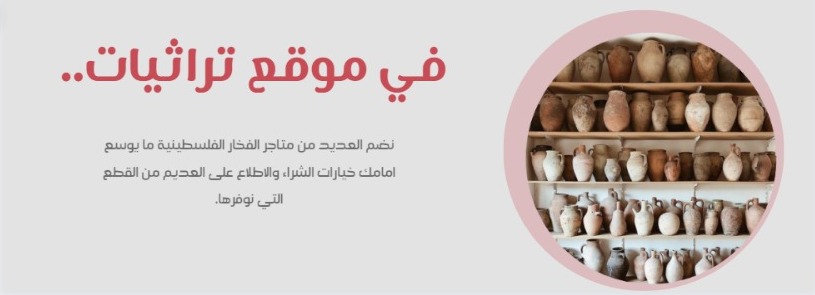 في موقع تراثيات..
نضم العديد من متاجر الفخار الفلسطينية ما يوسع
امامك خيارات الشراء والاطلاع على العديم من القطع
التي نوفرها.